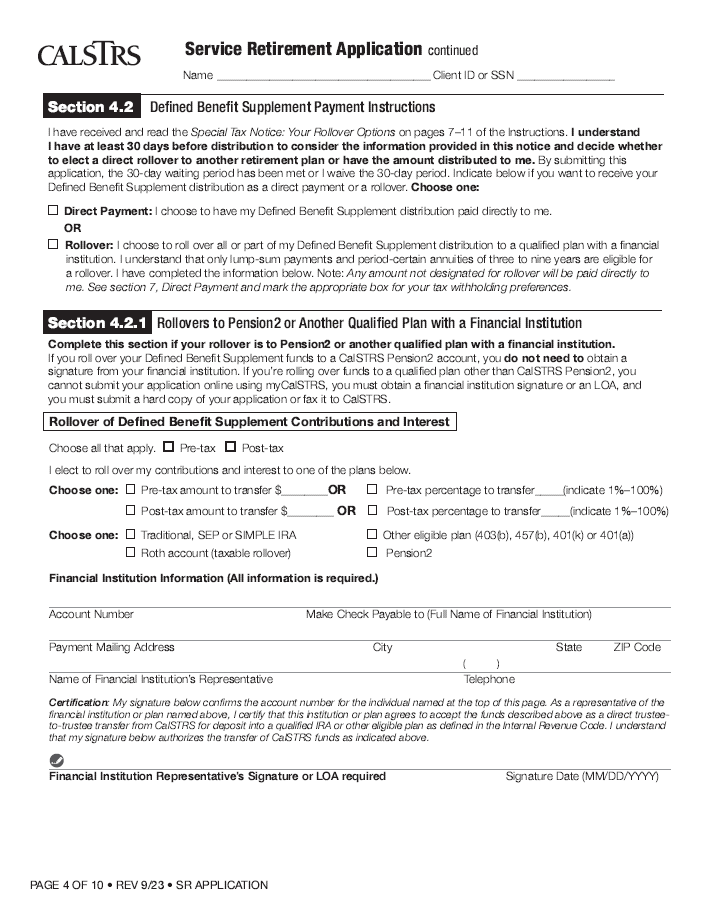 CALSTRS
Service Retirement Application continued
Name ___________________________________ Client ID or SSN ________________
Section 4.2 Defined Benefit Supplement Payment Instructions
I have received and read the Special Tax Notice: Your Rollover Options on pages 7–11 of the Instructions. I understand
I have at least 30 days before distribution to consider the information provided in this notice and decide whether
to elect a direct rollover to another retirement plan or have the amount distributed to me. By submitting this
application, the 30-day waiting period has been met or I waive the 30-day period. Indicate below if you want to receive your
Defined Benefit Supplement distribution as a direct payment or a rollover. Choose one:
☐ Direct Payment: I choose to have my Defined Benefit Supplement distribution paid directly to me.
OR
☐ Rollover: I choose to roll over all or part of my Defined Benefit Supplement distribution to a qualified plan with a financial
institution. I understand that only lump-sum payments and period-certain annuities of three to nine years are eligible for
a rollover. I have completed the information below. Note: Any amount not designated for rollover will be paid directly to
me. See section 7, Direct Payment and mark the appropriate box for your tax withholding preferences.
Section 4.2.1 Rollovers to Pension2 or Another Qualified Plan with a Financial Institution
Complete this section if your rollover is to Pension2 or another qualified plan with a financial institution.
If you roll over your Defined Benefit Supplement funds to a CalSTRS Pension2 account, you do not need to obtain a
signature from your financial institution. If you're rolling over funds to a qualified plan other than CalSTRS Pension2, you
cannot submit your application online using myCalSTRS, you must obtain a financial institution signature or an LOA, and
you must submit a hard copy of your application or fax it to CalSTRS.
Rollover of Defined Benefit Supplement Contributions and Interest
Choose all that apply. ☐ Pre-tax ☐ Post-tax
I elect to roll over my contributions and interest to one of the plans below.
Choose one: ☐ Pre-tax amount to transfer $________OR ☐ Pre-tax percentage to transfer_____(indicate 1%–100%)
☐ Post-tax amount to transfer $________ OR ☐ Post-tax percentage to transfer_____(indicate 1%–100%)
Choose one: ☐ Traditional, SEP or SIMPLE IRA ☐ Other eligible plan (403(b), 457(b), 401(k) or 401(a))
☐ Roth account (taxable rollover) ☐ Pension2
Financial Institution Information (All information is required.)
Account Number Make Check Payable to (Full Name of Financial Institution)
Payment Mailing Address City State ZIP Code
( )
Name of Financial Institution's Representative Telephone
Certification: My signature below confirms the account number for the individual named at the top of this page. As a representative of the
financial institution or plan named above, I certify that this institution or plan agrees to accept the funds described above as a direct trustee-
to-trustee transfer from CalSTRS for deposit into a qualified IRA or other eligible plan as defined in the Internal Revenue Code. I understand
that my signature below authorizes the transfer of CalSTRS funds as indicated above.
Financial Institution Representative's Signature or LOA required Signature Date (MM/DD/YYYY)
PAGE 4 OF 10 • REV 9/23 • SR APPLICATION